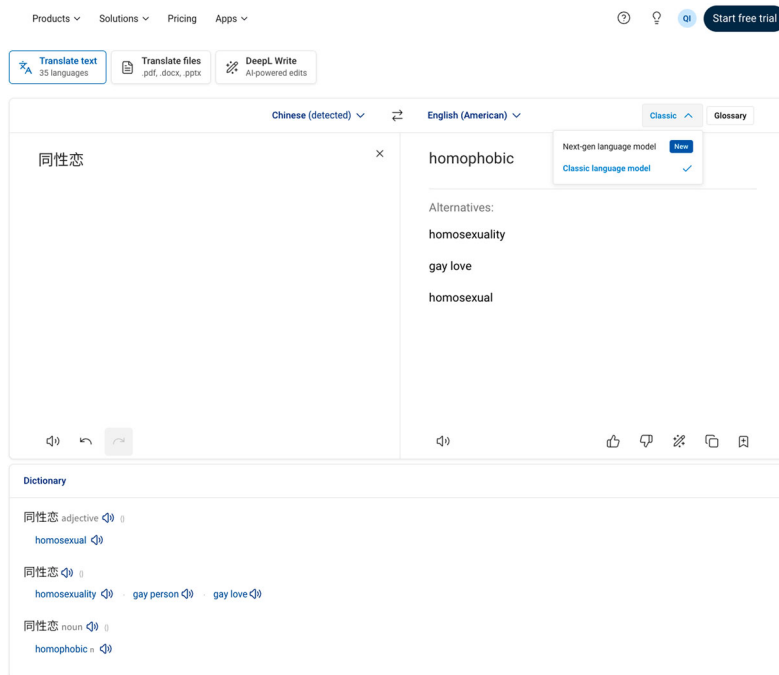 Products Solutions Pricing Apps QI Start free trial
Translate text
35 languages
Translate files
.pdf, .docx, .pptx
DeepL Write
AI-powered edits
Chinese (detected) English (American) Classic Glossary
同性恋
homophobic
Next-gen language model New
Classic language model
Alternatives:
homosexuality
gay love
homosexual
Dictionary
同性恋 adjective ()
homosexual
同性恋 ()
homosexuality · gay person · gay love
同性恋 noun ()
homophobic n